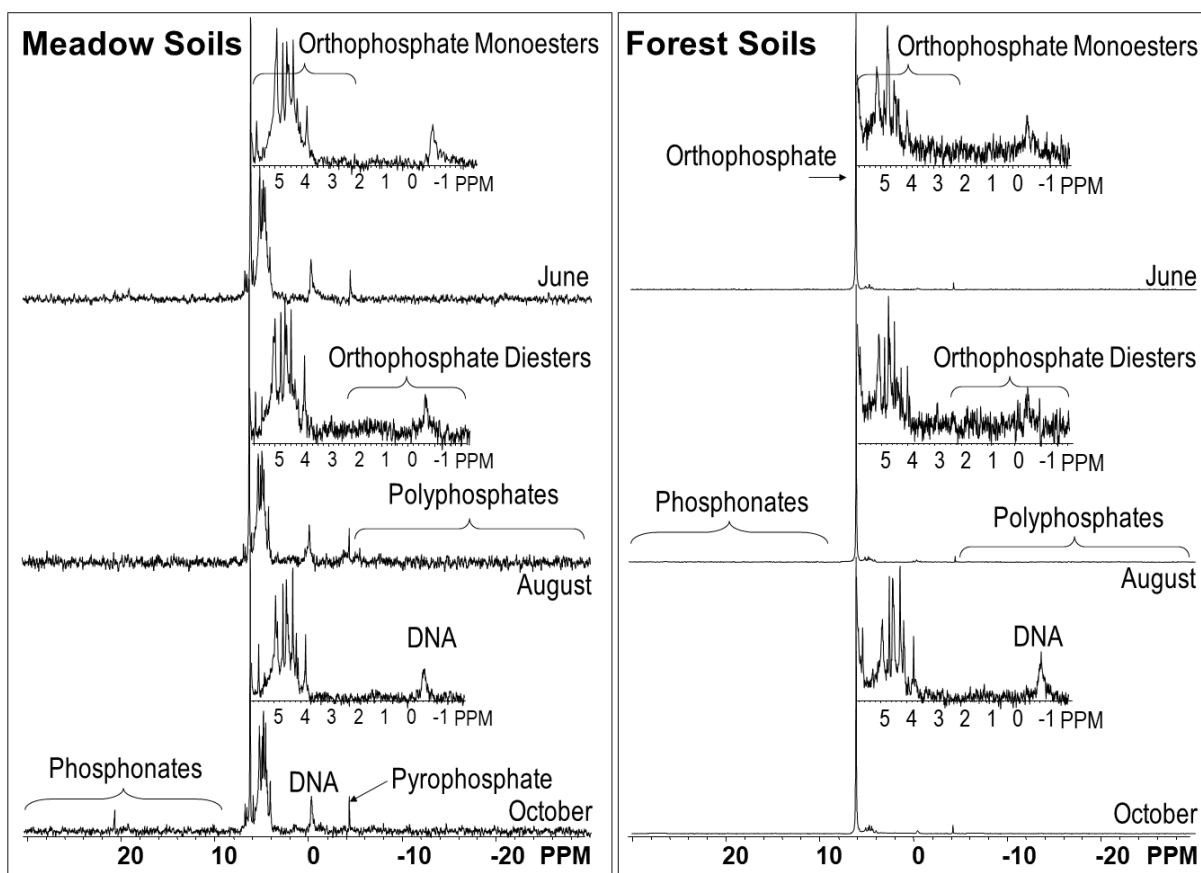 Meadow Soils
Orthophosphate Monoesters
5 4 3 2 1 0 -1 PPM
June
Orthophosphate Diesters
5 4 3 2 1 0 -1 PPM
Polyphosphates
August
DNA
5 4 3 2 1 0 -1 PPM
Phosphonates
DNA
Pyrophosphate
October
20 10 0 -10 -20 PPM
Forest Soils
Orthophosphate Monoesters
Orthophosphate
5 4 3 2 1 0 -1 PPM
June
Orthophosphate Diesters
5 4 3 2 1 0 -1 PPM
Phosphonates
Polyphosphates
August
DNA
5 4 3 2 1 0 -1 PPM
October
20 10 0 -10 -20 PPM